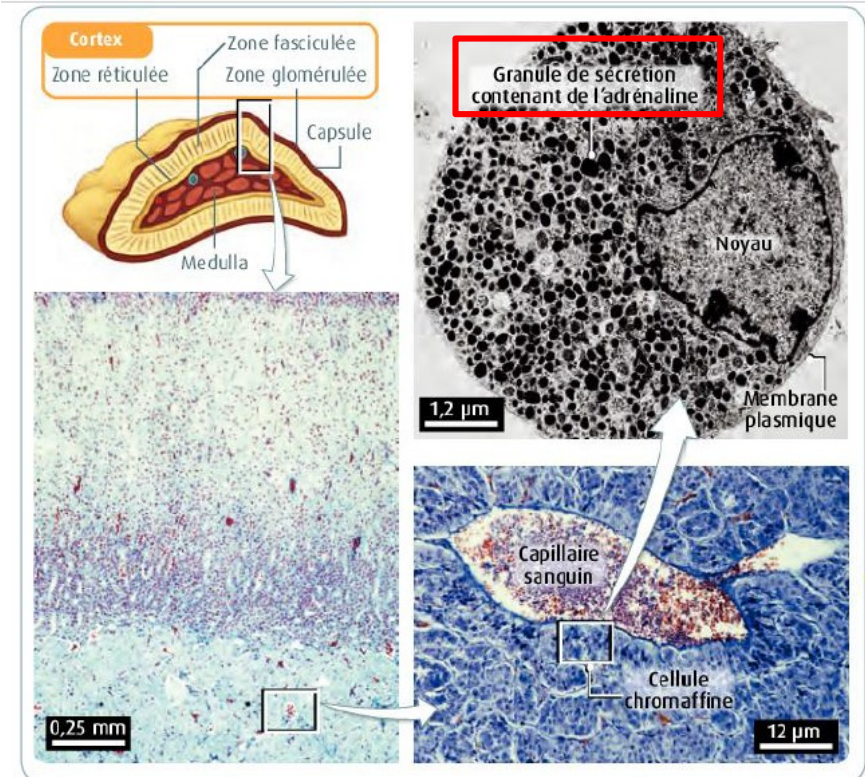 Cortex
Zone fasciculée
Zone réticulée
Zone glomérulée
Capsule
Medulla
0,25 mm
Granule de sécrétion
contenant de l'adrénaline
Noyau
1,2 µm
Membrane
plasmique
Capillaire
sanguin
Cellule
chromaffine
12 µm